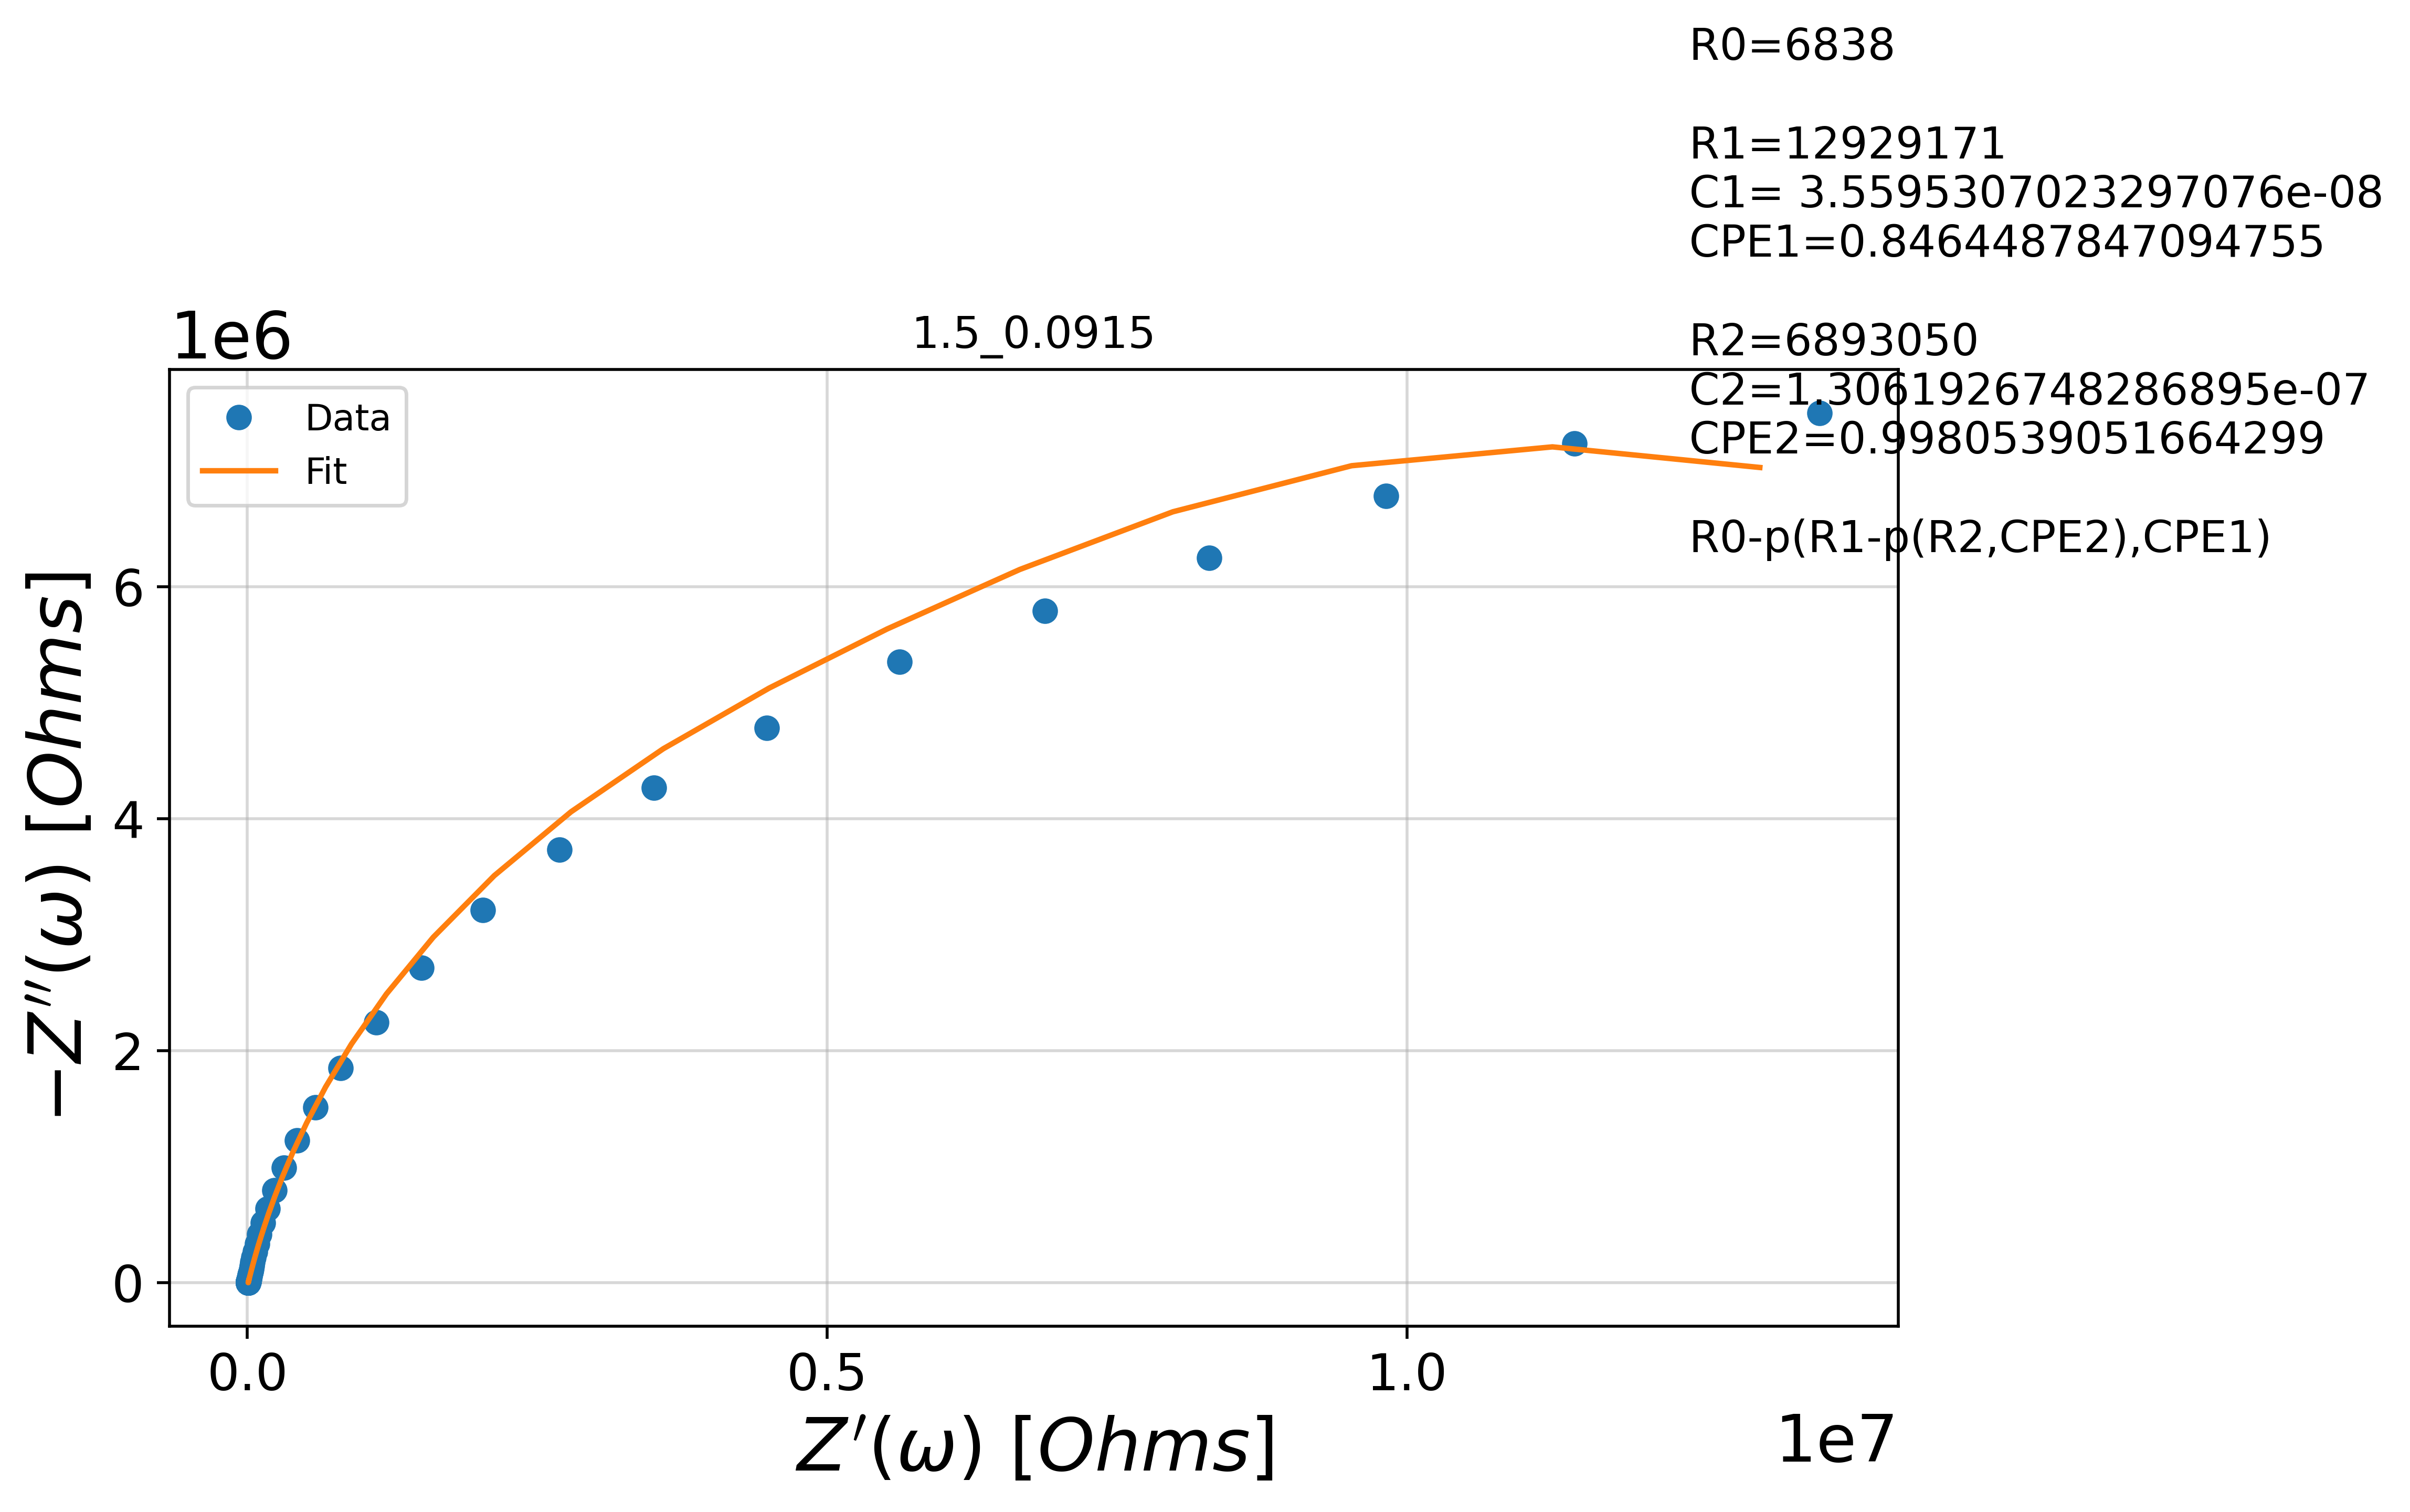 R0=6838
R1=12929171
C1= 3.5595307023297076e-08
CPE1=0.8464487847094755
R2=6893050
C2=1.3061926748286895e-07
CPE2=0.9980539051664299
R0-p(R1-p(R2,CPE2),CPE1)
1e6
1.5_0.0915
Data
Fit
6
4
2
0
−Z′′(ω) [Ohms]
0.0
0.5
1.0
1e7
Z′(ω) [Ohms]